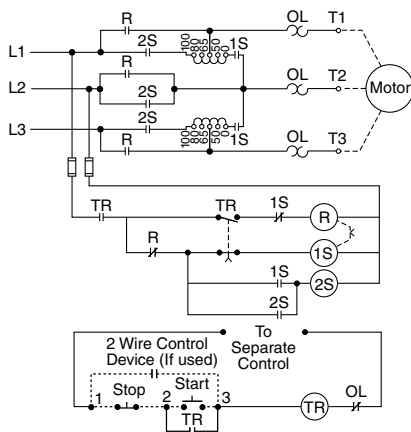 R
OL
T1
L1
2S
100
80
65
50
0
1S
R
L2
OL
T2
Motor
2S
2S
L3
100
80
65
50
0
1S
R
OL
T3
TR
TR
1S
R
R
1S
1S
2S
2S
To
Separate
Control
2 Wire Control
Device (If used)
Stop
Start
1
2
3
TR
TR
OL